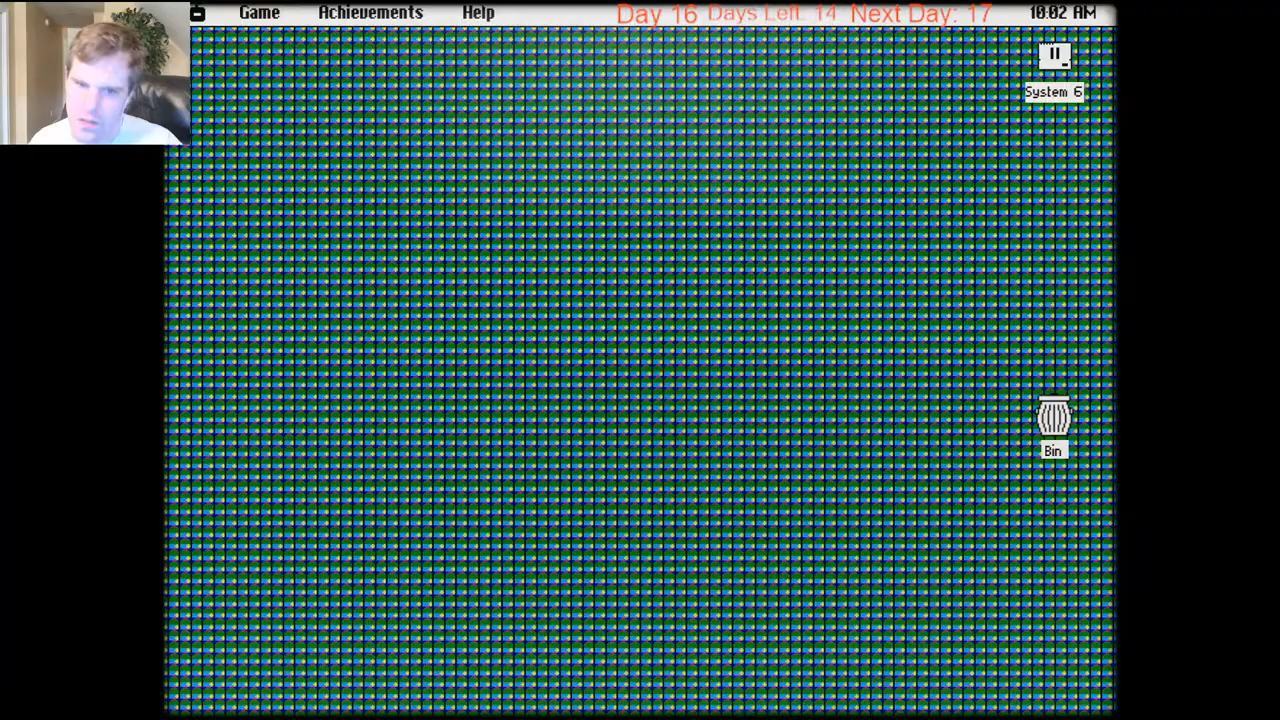 Game Achievements Help Day 16 Days Left: 14 Next Day: 17 10:02 AM
System 6
Bin